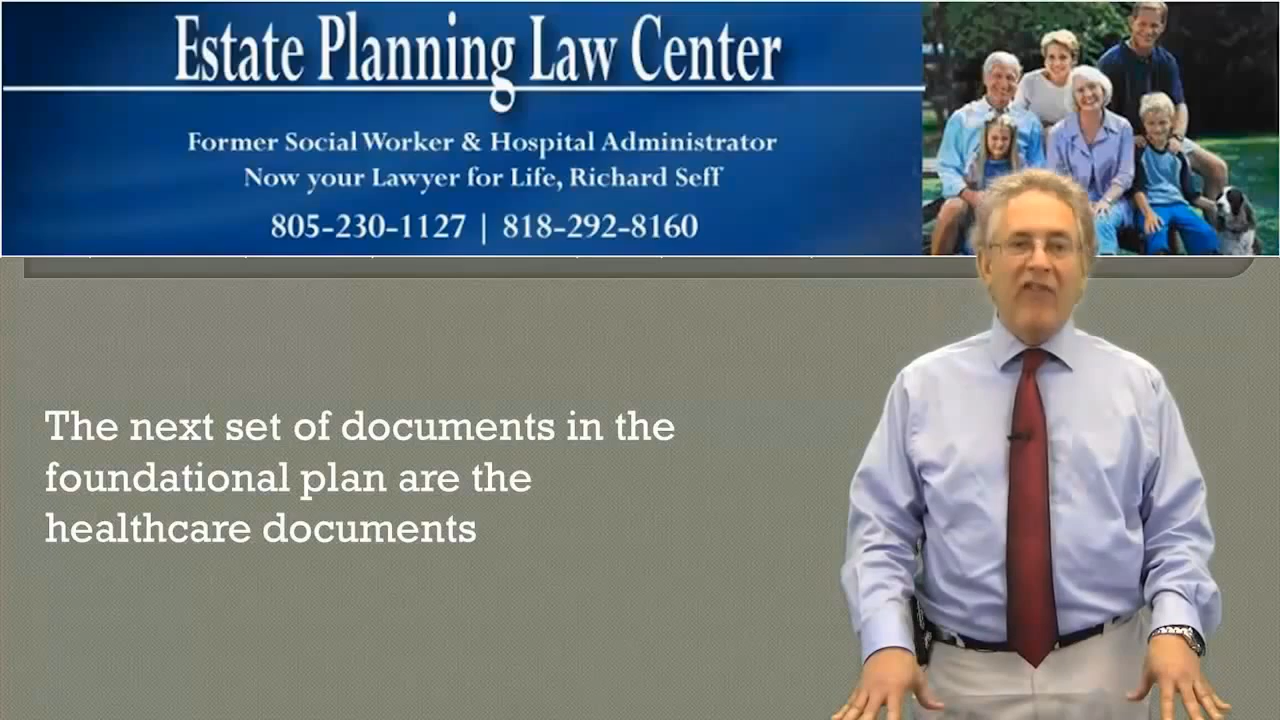 Estate Planning Law Center
Former Social Worker & Hospital Administrator
Now your Lawyer for Life, Richard Seff
805-230-1127 | 818-292-8160
The next set of documents in the
foundational plan are the
healthcare documents